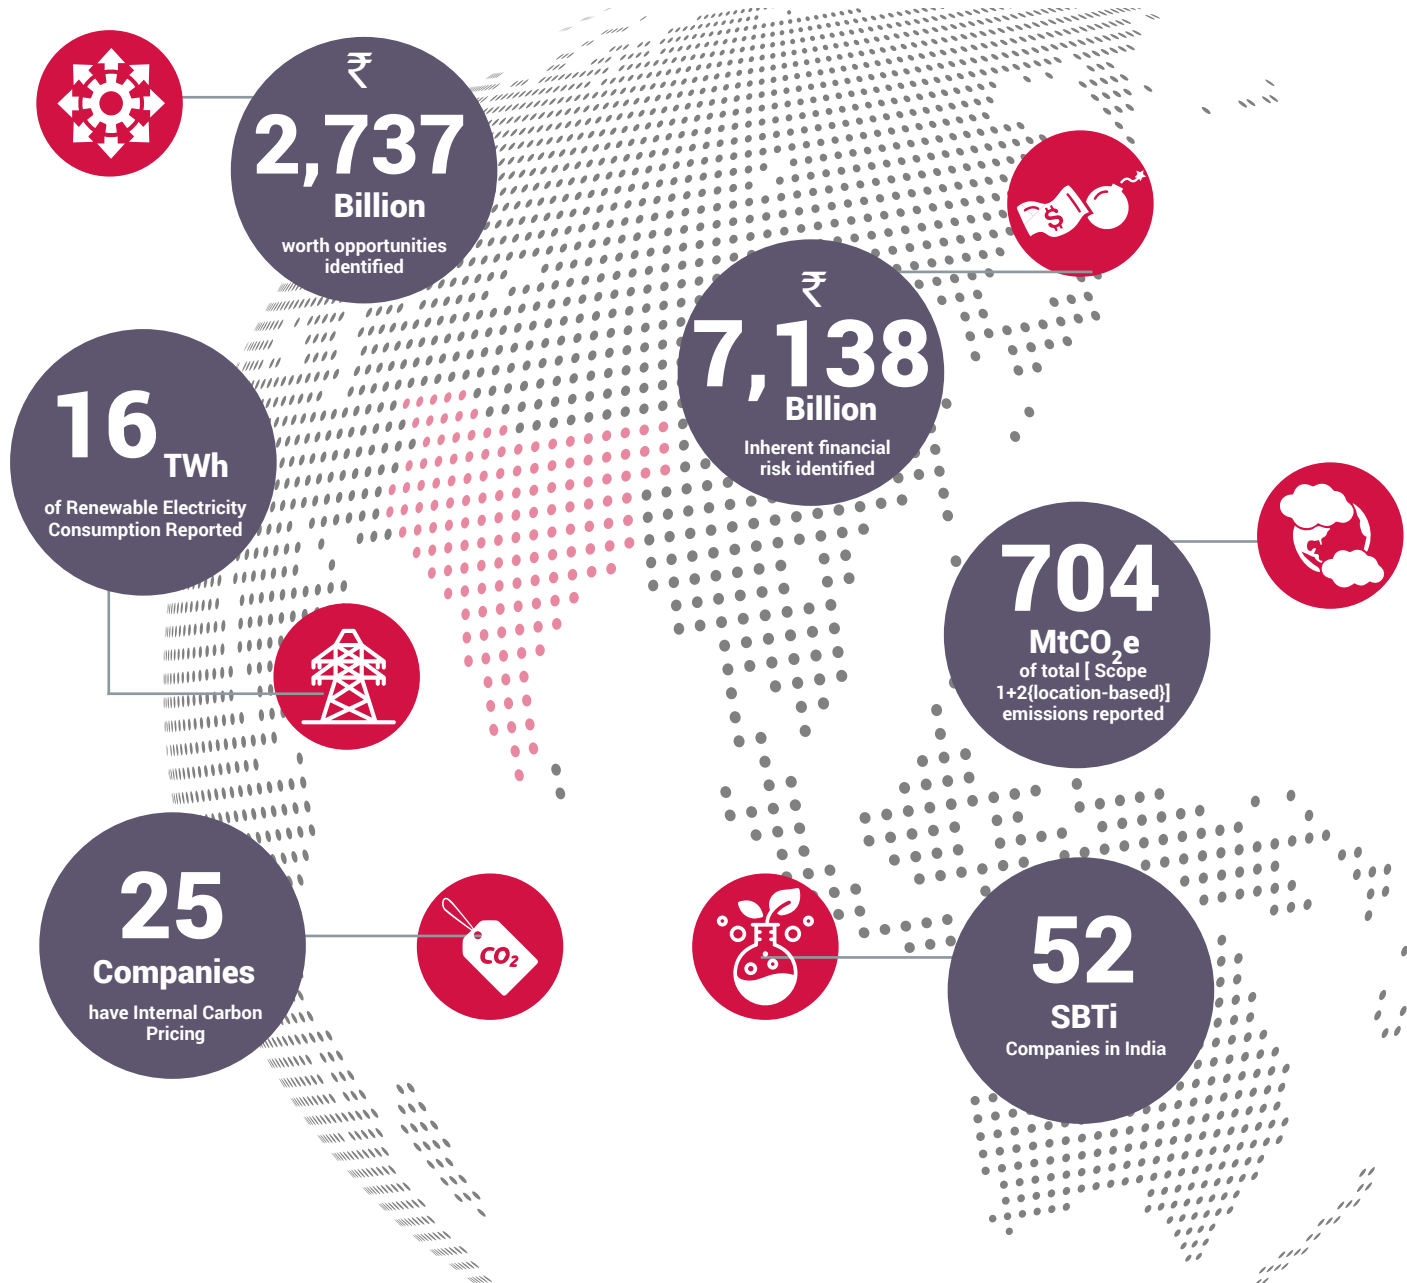 ₹
2,737
Billion
worth opportunities
identified
$
₹
7,138
Billion
Inherent financial
risk identified
16 TWh
of Renewable Electricity
Consumption Reported
704
MtCO₂e
of total [ Scope
1+2{location-based}]
emissions reported
25
Companies
have Internal Carbon
Pricing
CO₂
52
SBTi
Companies in India